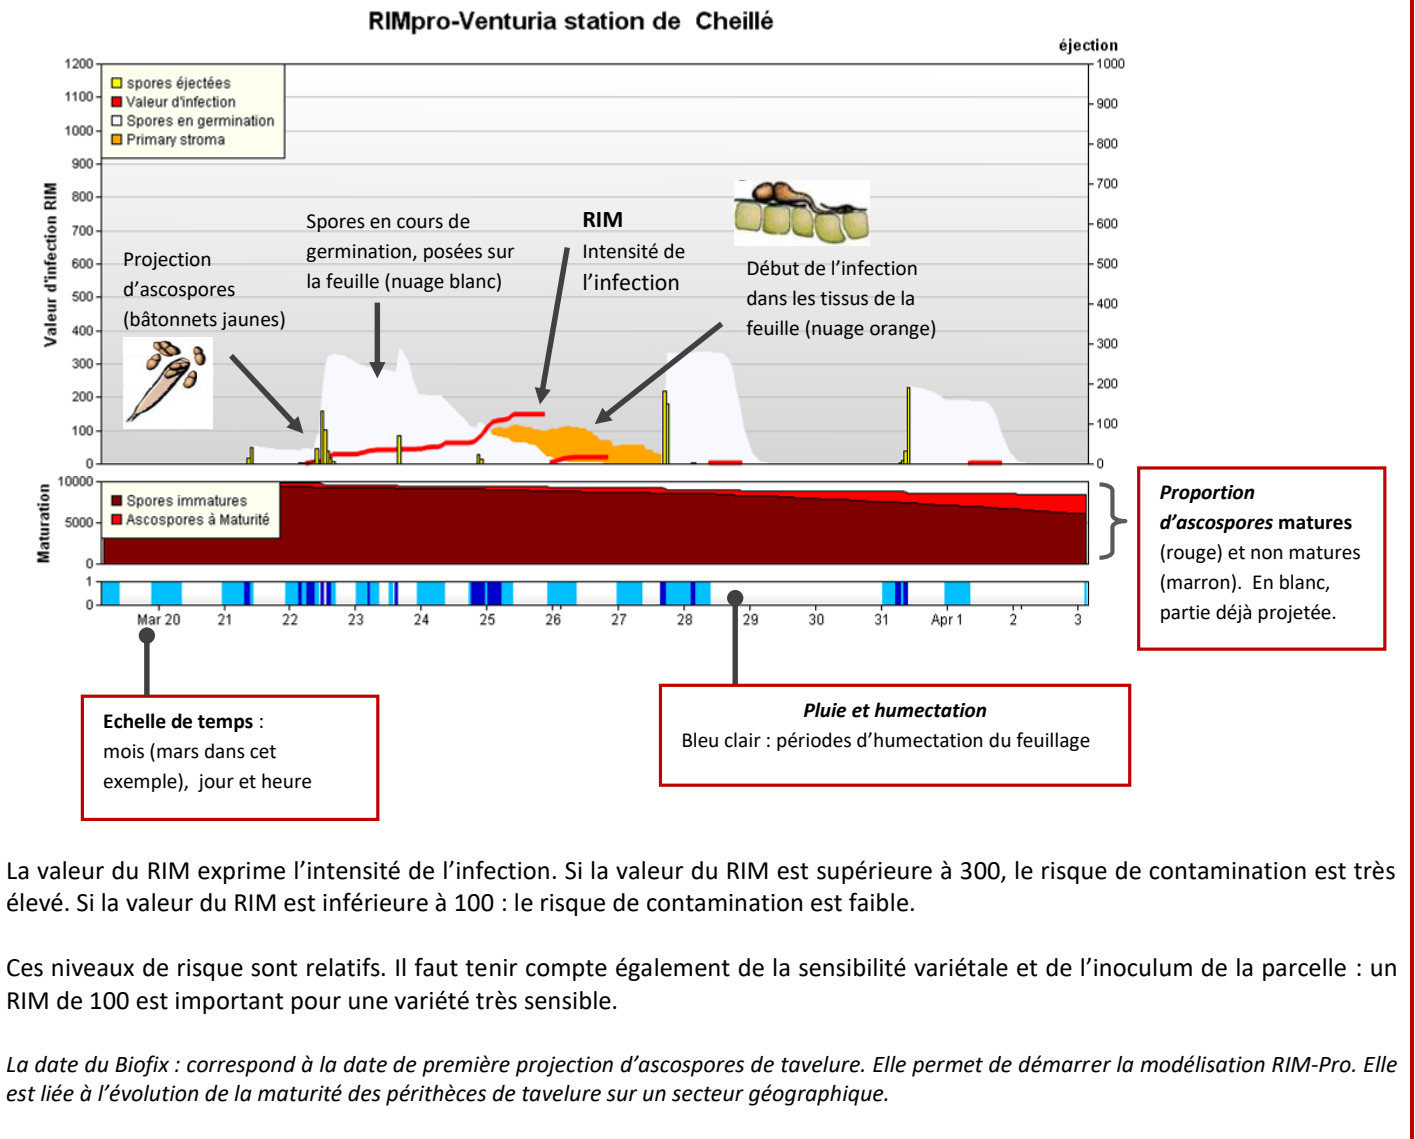 RIMpro-Venturia station de Cheillé
éjection
1200
1100
1000
900
800
700
600
500
400
300
200
100
0
Valeur d'infection RIM
1000
900
800
700
600
500
400
300
200
100
0
spores éjectées
Valeur d'infection
Spores en germination
Primary stroma
Projection
d’ascospores
(bâtonnets jaunes)
Spores en cours de
germination, posées sur
la feuille (nuage blanc)
RIM
Intensité de
l’infection
Début de l’infection
dans les tissus de la
feuille (nuage orange)
Maturation
10000
5000
0
Spores immatures
Ascospores à Maturité
1
0
Mar 20 21 22 23 24 25 26 27 28 29 30 31 Apr 1 2 3
Proportion
d’ascospores matures
(rouge) et non matures
(marron). En blanc,
partie déjà projetée.
Echelle de temps :
mois (mars dans cet
exemple), jour et heure
Pluie et humectation
Bleu clair : périodes d’humectation du feuillage
La valeur du RIM exprime l’intensité de l’infection. Si la valeur du RIM est supérieure à 300, le risque de contamination est très
élevé. Si la valeur du RIM est inférieure à 100 : le risque de contamination est faible.
Ces niveaux de risque sont relatifs. Il faut tenir compte également de la sensibilité variétale et de l’inoculum de la parcelle : un
RIM de 100 est important pour une variété très sensible.
La date du Biofix : correspond à la date de première projection d’ascospores de tavelure. Elle permet de démarrer la modélisation RIM-Pro. Elle
est liée à l’évolution de la maturité des périthèces de tavelure sur un secteur géographique.